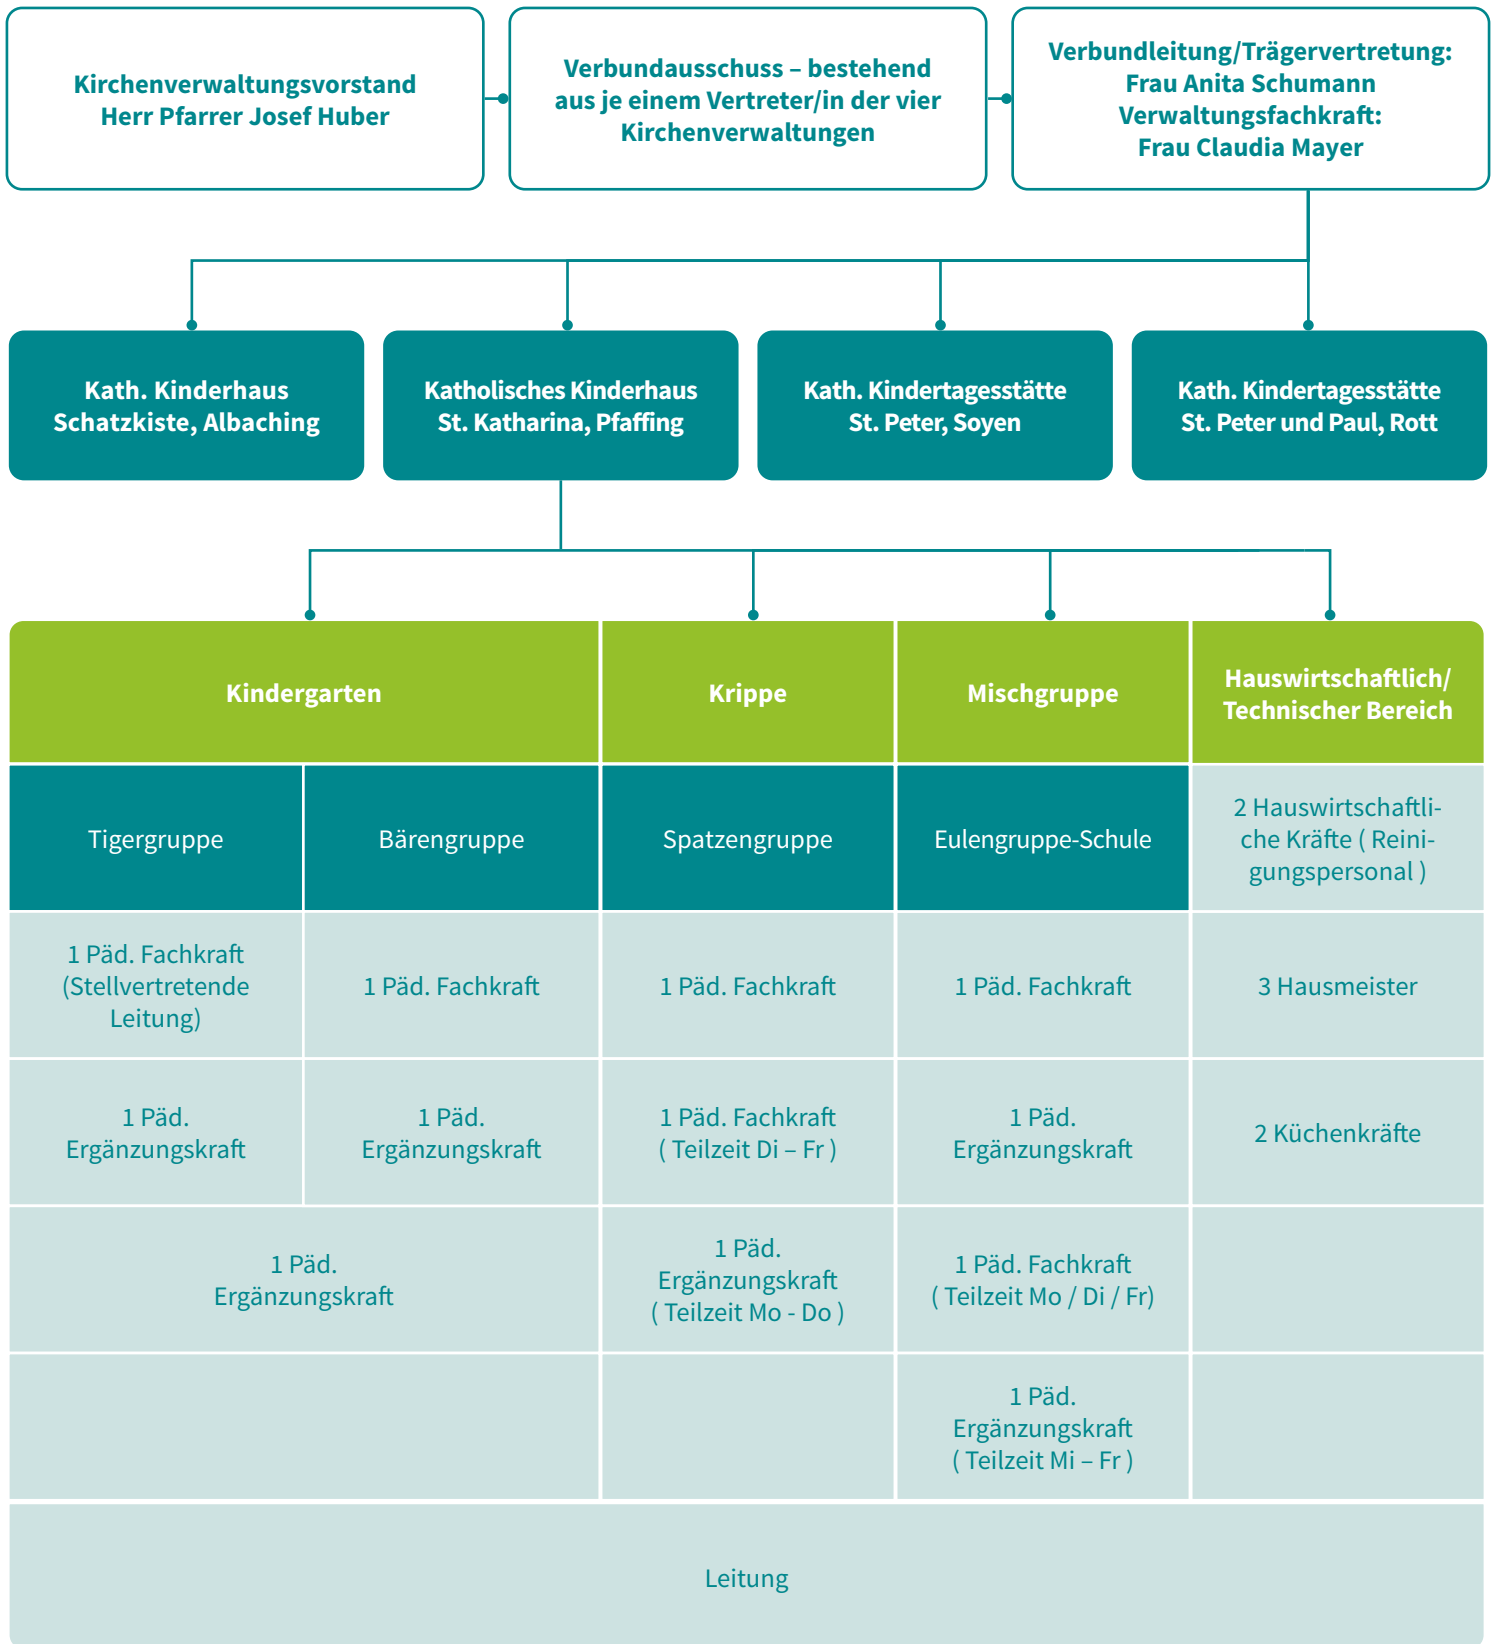 Kirchenverwaltungsvorstand
Herr Pfarrer Josef Huber
Verbundausschuss – bestehend
aus je einem Vertreter/in der vier
Kirchenverwaltungen
Verbundleitung/Trägervertretung:
Frau Anita Schumann
Verwaltungsfachkraft:
Frau Claudia Mayer
Kath. Kinderhaus
Schatzkiste, Albaching
Katholisches Kinderhaus
St. Katharina, Pfaffing
Kath. Kindertagesstätte
St. Peter, Soyen
Kath. Kindertagesstätte
St. Peter und Paul, Rott
Kindergarten
Krippe
Mischgruppe
Hauswirtschaftlich/
Technischer Bereich
Tigergruppe
Bärengruppe
Spatzengruppe
Eulengruppe-Schule
2 Hauswirtschaftli-
che Kräfte ( Reini-
gungspersonal )
1 Päd. Fachkraft
(Stellvertretende
Leitung)
1 Päd. Fachkraft
1 Päd. Fachkraft
1 Päd. Fachkraft
3 Hausmeister
1 Päd.
Ergänzungskraft
1 Päd.
Ergänzungskraft
1 Päd. Fachkraft
( Teilzeit Di – Fr )
1 Päd.
Ergänzungskraft
2 Küchenkräfte
1 Päd.
Ergänzungskraft
1 Päd.
Ergänzungskraft
( Teilzeit Mo - Do )
1 Päd. Fachkraft
( Teilzeit Mo / Di / Fr)
1 Päd.
Ergänzungskraft
( Teilzeit Mi – Fr )
Leitung